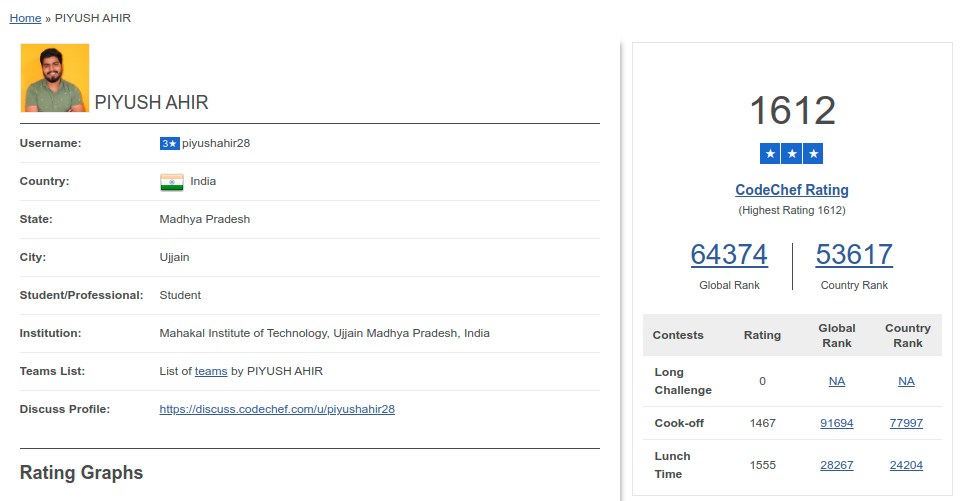 Home » PIYUSH AHIR
PIYUSH AHIR
Username: 3★ piyushahir28
Country: India
State: Madhya Pradesh
City: Ujjain
Student/Professional: Student
Institution: Mahakal Institute of Technology, Ujjain Madhya Pradesh, India
Teams List: List of teams by PIYUSH AHIR
Discuss Profile: https://discuss.codechef.com/u/piyushahir28
Rating Graphs
1612
★ ★ ★
CodeChef Rating
(Highest Rating 1612)
64374 53617
Global Rank Country Rank
Contests Rating Global Rank Country Rank
Long Challenge 0 NA NA
Cook-off 1467 91694 77997
Lunch Time 1555 28267 24204